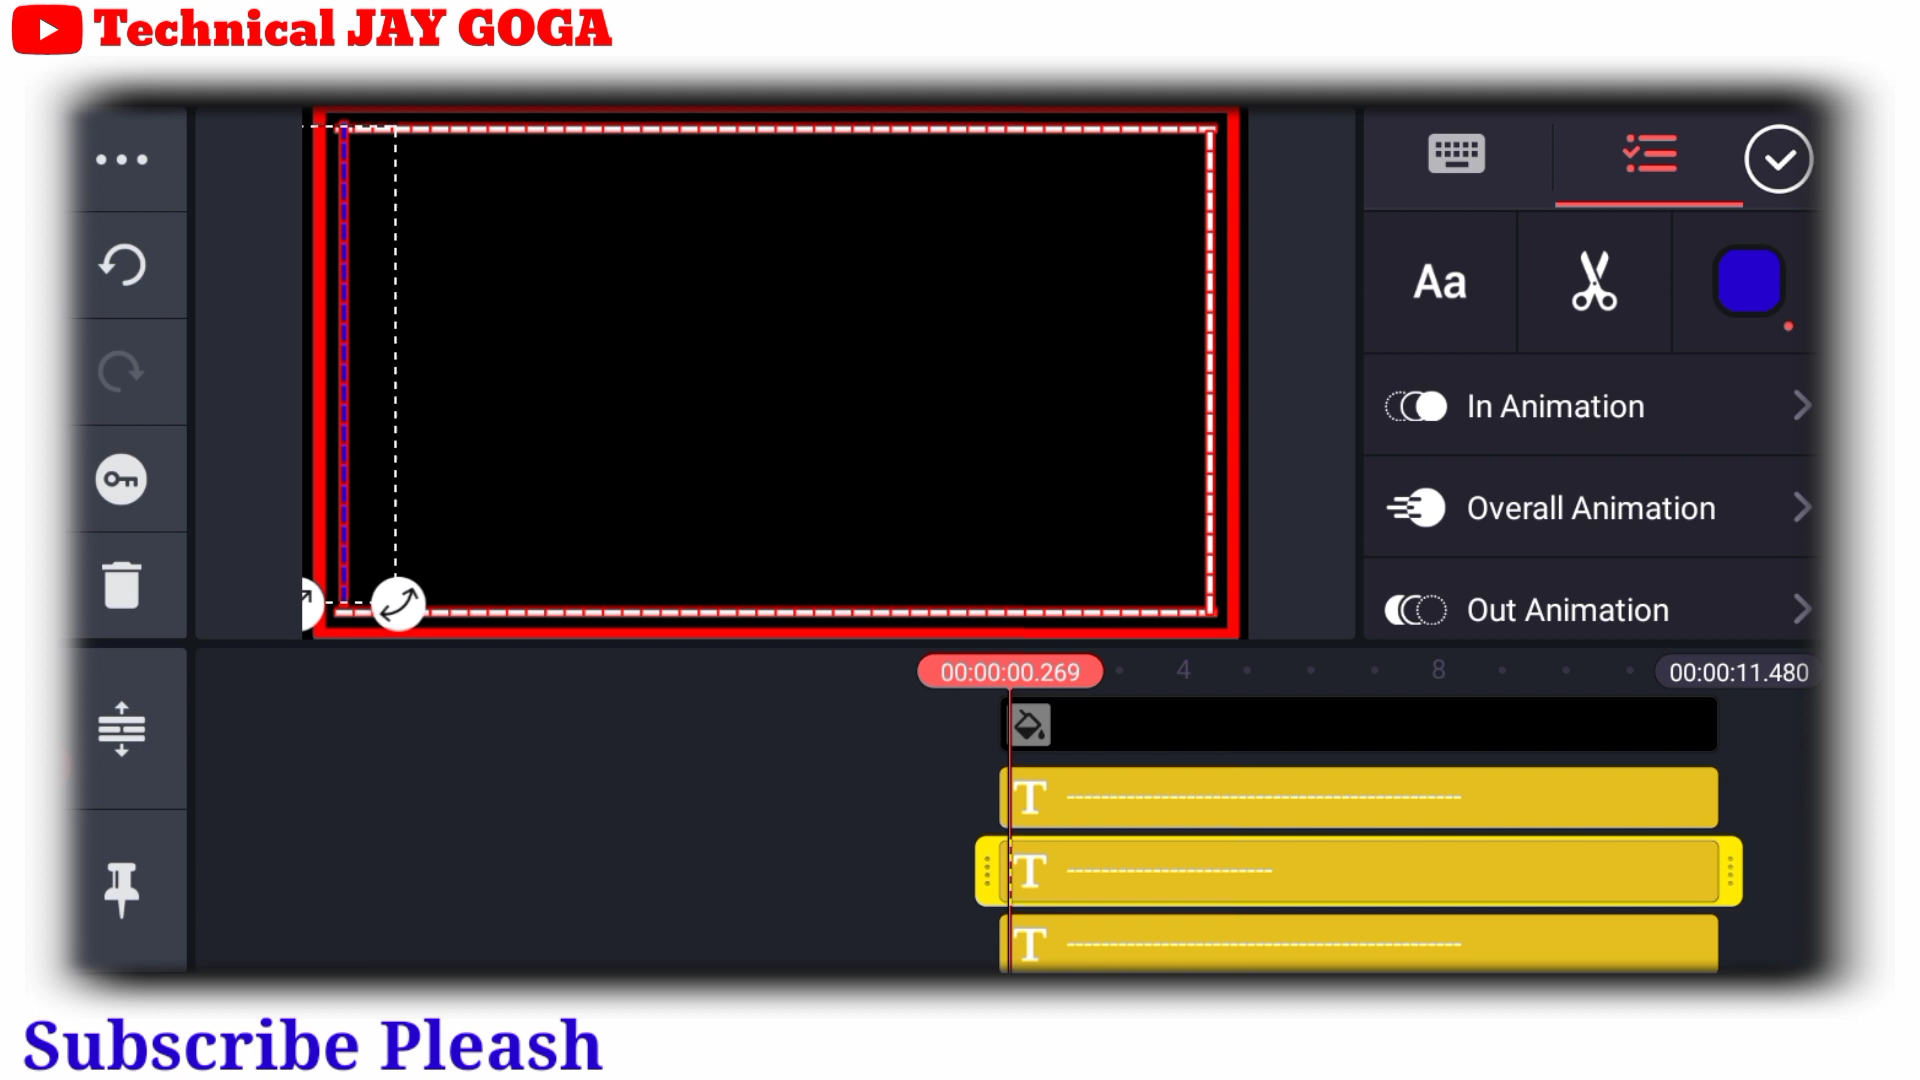 Technical JAY GOGA
Aa
In Animation
Overall Animation
Out Animation
00:00:00.269
4
8
00:00:11.480
T
T
T
Subscribe Pleash